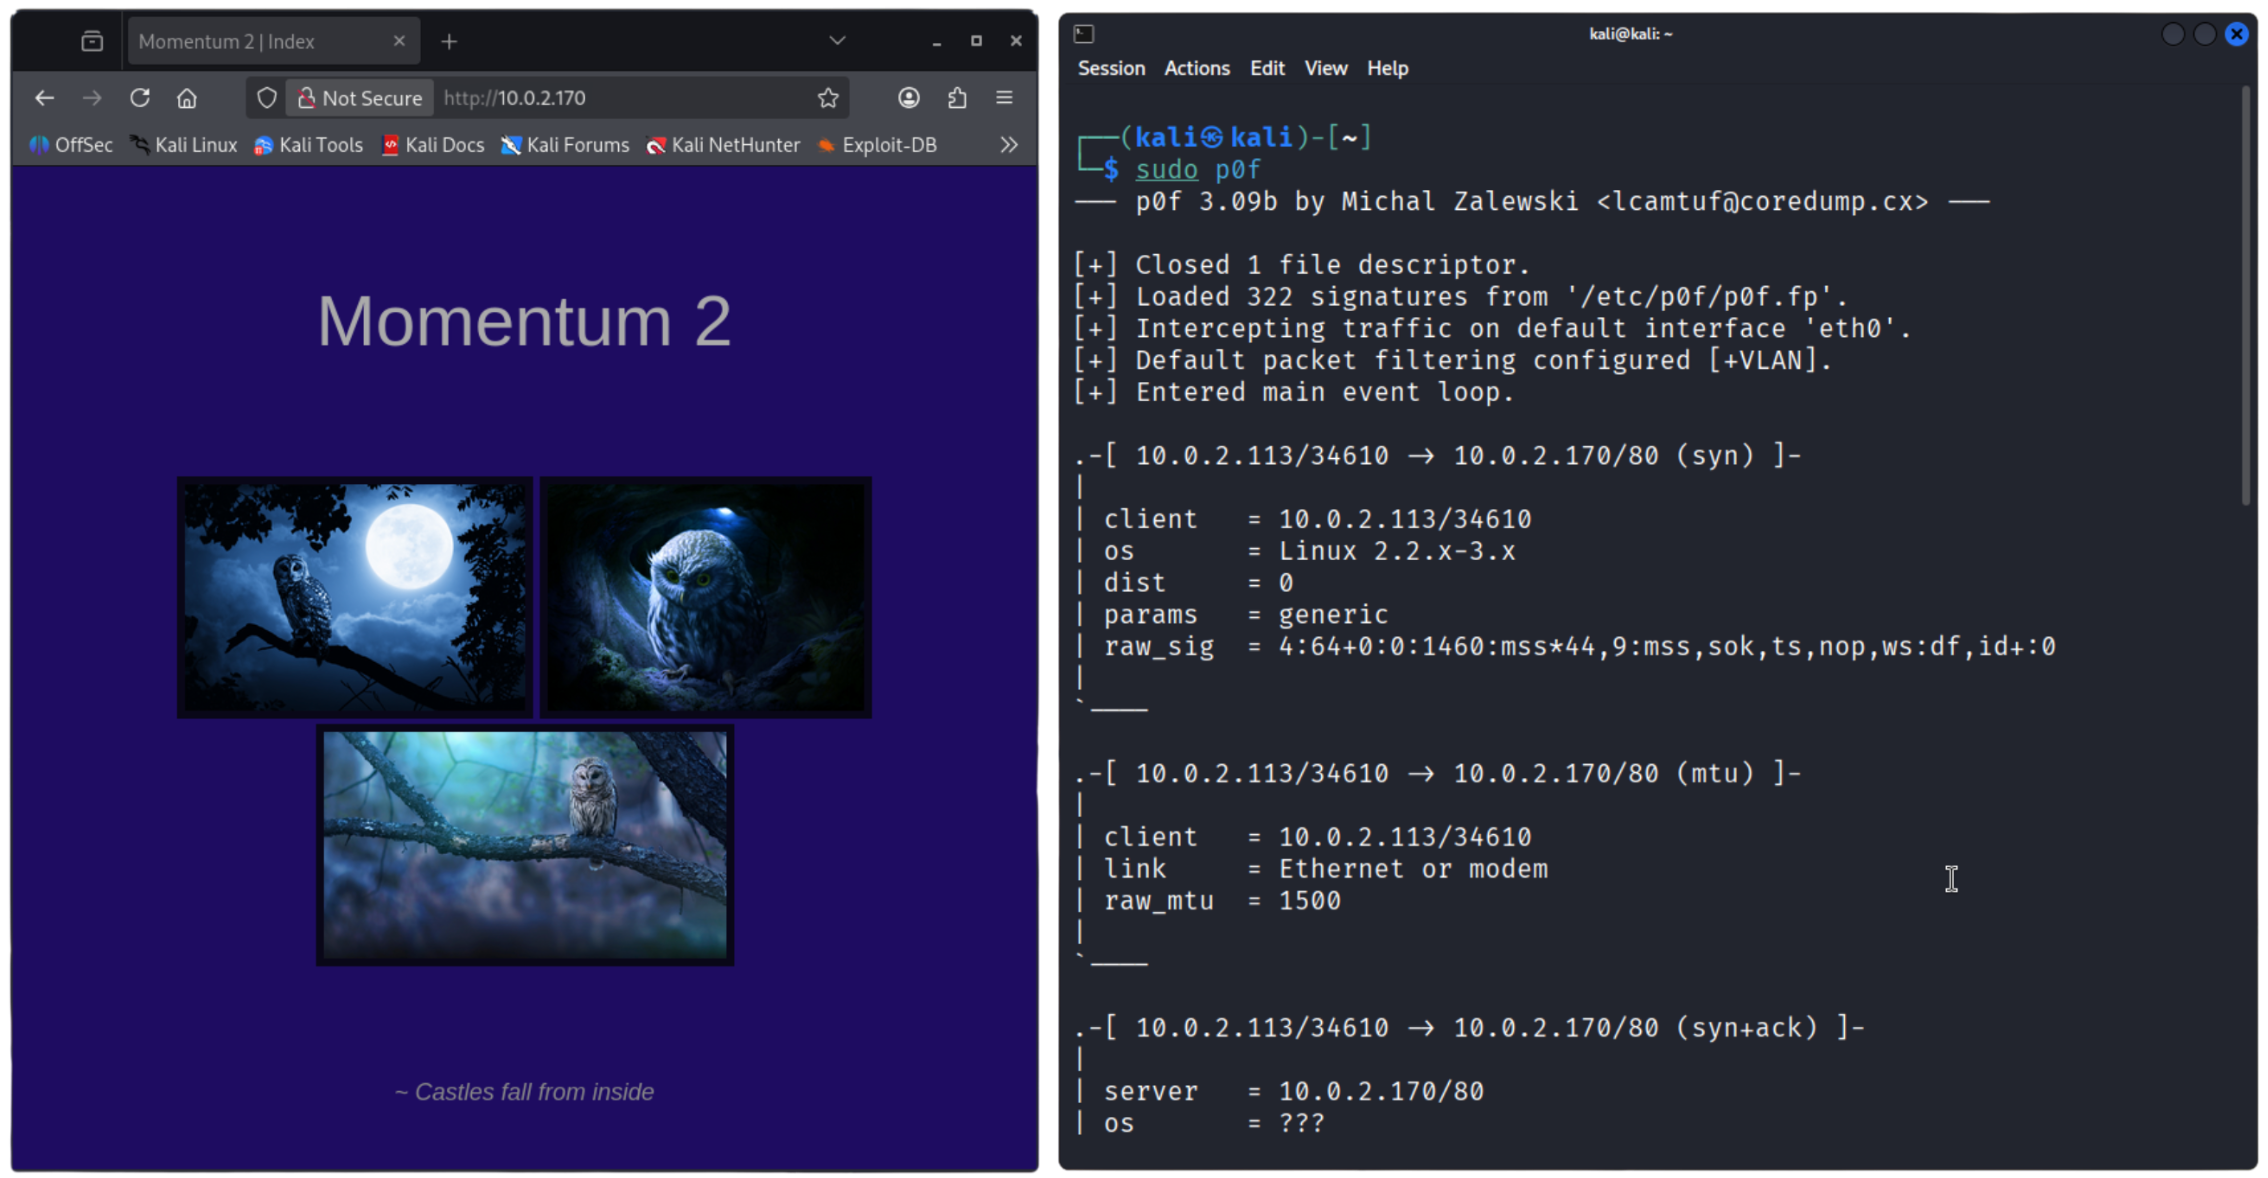 Momentum 2 | Index
Not Secure http://10.0.2.170
OffSec Kali Linux Kali Tools Kali Docs Kali Forums Kali NetHunter Exploit-DB
Momentum 2
~ Castles fall from inside
kali@kali: ~
Session Actions Edit View Help
┌──(kali㉿kali)-[~]
└─$ sudo p0f
─── p0f 3.09b by Michal Zalewski <lcamtuf@coredump.cx> ───
[+] Closed 1 file descriptor.
[+] Loaded 322 signatures from '/etc/p0f/p0f.fp'.
[+] Intercepting traffic on default interface 'eth0'.
[+] Default packet filtering configured [+VLAN].
[+] Entered main event loop.
.-[ 10.0.2.113/34610 → 10.0.2.170/80 (syn) ]-
|
| client = 10.0.2.113/34610
| os = Linux 2.2.x-3.x
| dist = 0
| params = generic
| raw_sig = 4:64+0:0:1460:mss*44,9:mss,sok,ts,nop,ws:df,id+:0
|
`────
.-[ 10.0.2.113/34610 → 10.0.2.170/80 (mtu) ]-
|
| client = 10.0.2.113/34610
| link = Ethernet or modem
| raw_mtu = 1500
|
`────
.-[ 10.0.2.113/34610 → 10.0.2.170/80 (syn+ack) ]-
|
| server = 10.0.2.170/80
| os = ???